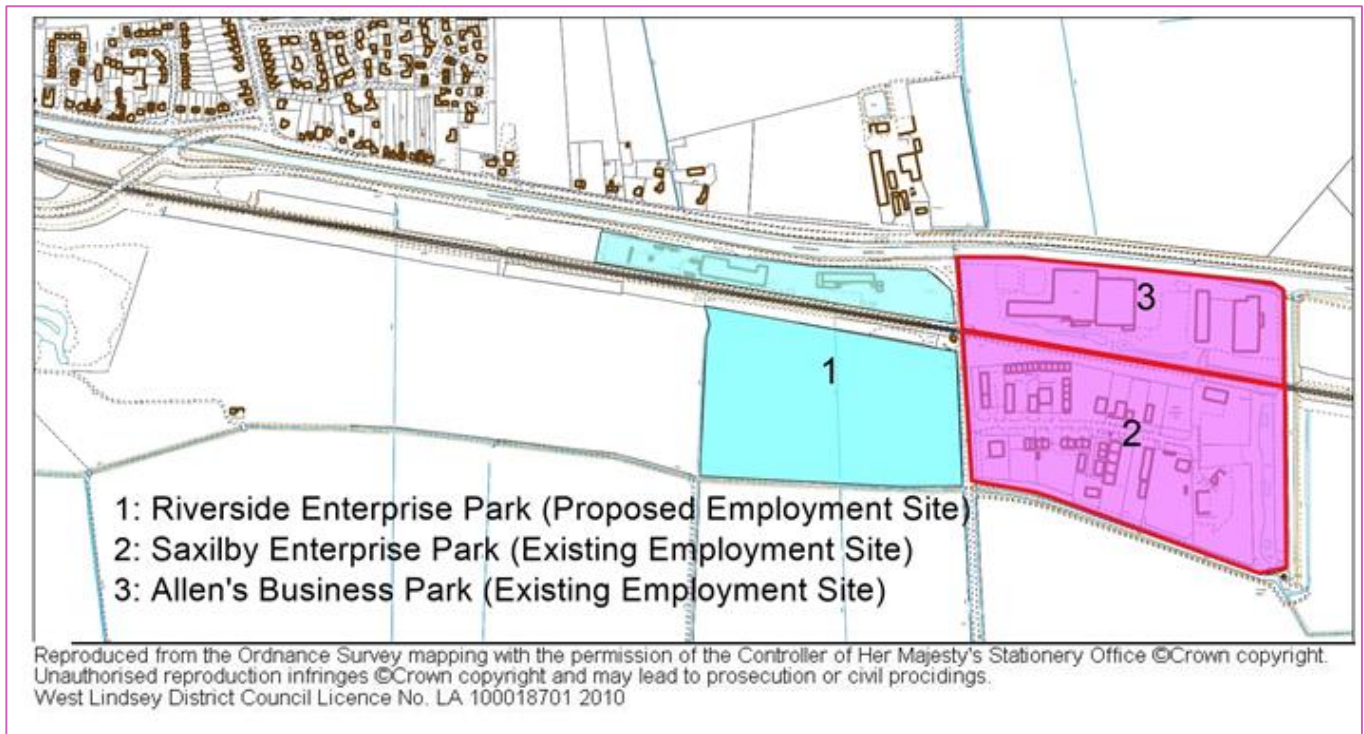 3
1
2
1: Riverside Enterprise Park (Proposed Employment Site)
2: Saxilby Enterprise Park (Existing Employment Site)
3: Allen's Business Park (Existing Employment Site)
Reproduced from the Ordnance Survey mapping with the permission of the Controller of Her Majesty's Stationery Office ©Crown copyright.
Unauthorised reproduction infringes ©Crown copyright and may lead to prosecution or civil procidings.
West Lindsey District Council Licence No. LA 100018701 2010